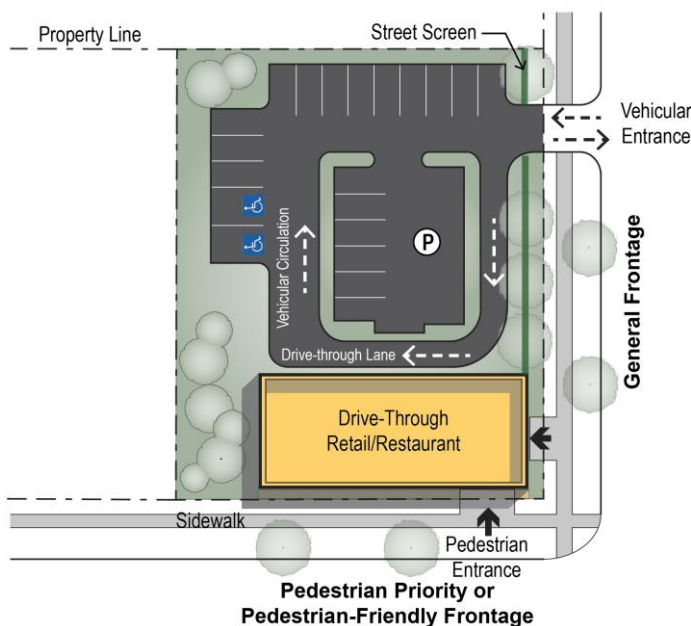 Property Line
Street Screen
Vehicular
Entrance
Vehicular Circulation
P
General Frontage
Drive-through Lane
Drive-Through
Retail/Restaurant
Sidewalk
Pedestrian
Entrance
Pedestrian Priority or
Pedestrian-Friendly Frontage